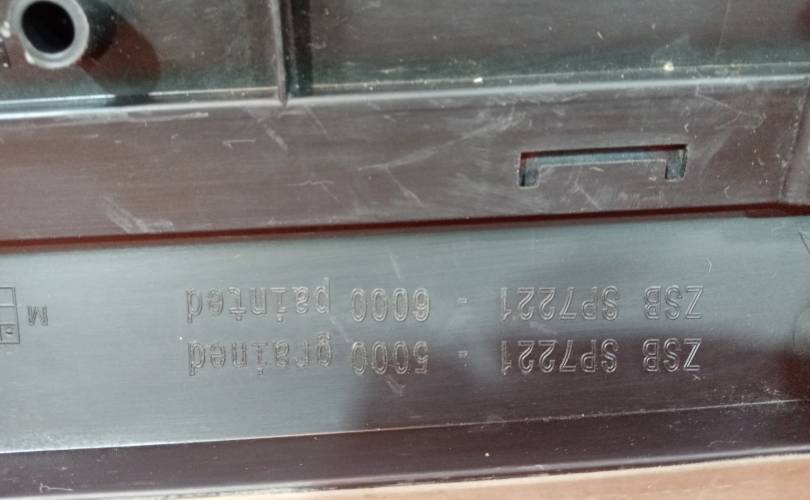 ZSB SP7221 - 5000 grained
ZSB SP7221 - 6000 painted
M